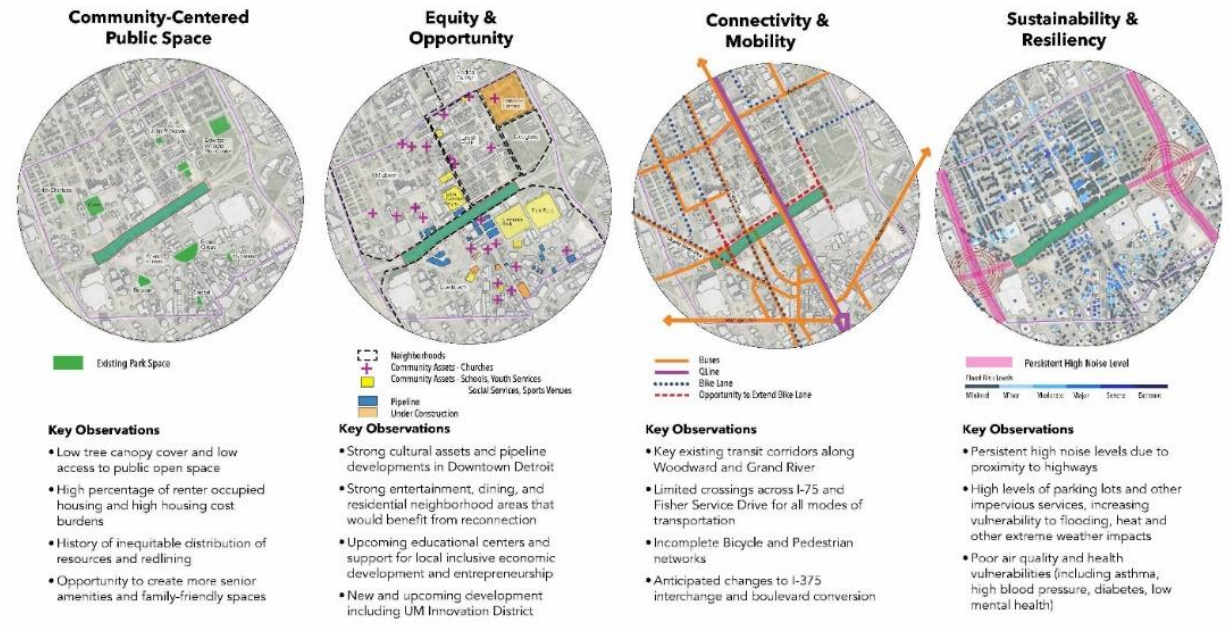 Community-Centered
Public Space
Existing Park Space
Key Observations
• Low tree canopy cover and low
access to public open space
• High percentage of renter occupied
housing and high housing cost
burdens
• History of inequitable distribution of
resources and redlining
• Opportunity to create more senior
amenities and family-friendly spaces
Equity &
Opportunity
Neighborhoods
Community Assets - Churches
Community Assets - Schools, Youth Services
Social Services, Sports Venues
Pipeline
Under Construction
Key Observations
• Strong cultural assets and pipeline
developments in Downtown Detroit
• Strong entertainment, dining, and
residential neighborhood areas that
would benefit from reconnection
• Upcoming educational centers and
support for local inclusive economic
development and entrepreneurship
• New and upcoming development
including UM Innovation District
Connectivity &
Mobility
Buses
QLine
Bike Lane
Opportunity to Extend Bike Lane
Key Observations
• Key existing transit corridors along
Woodward and Grand River
• Limited crossings across I-75 and
Fisher Service Drive for all modes of
transportation
• Incomplete Bicycle and Pedestrian
networks
• Anticipated changes to I-375
interchange and boulevard conversion
Sustainability &
Resiliency
Persistent High Noise Level
Flood Risk Levels
Minimal Minor Moderate Major Severe Extreme
Key Observations
• Persistent high noise levels due to
proximity to highways
• High levels of parking lots and other
impervious services, increasing
vulnerability to flooding, heat and
other extreme weather impacts
• Poor air quality and health
vulnerabilities (including asthma,
high blood pressure, diabetes, low
mental health)